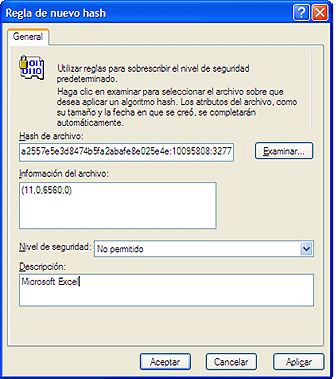 Regla de nuevo hash
General
Utilizar reglas para sobrescribir el nivel de seguridad
predeterminado.
Haga clic en examinar para seleccionar el archivo sobre que
desea aplicar un algoritmo hash. Los atributos del archivo, como
su tamaño y la fecha en que se creó, se completarán
automáticamente.
Hash de archivo:
a2557e5e3d8474b5fa2abafe8e025e4e:10095808:3277
Examinar...
Información del archivo:
(11,0,6560,0)
Nivel de seguridad: No permitido
Descripción:
Microsoft Excel
Aceptar Cancelar Aplicar